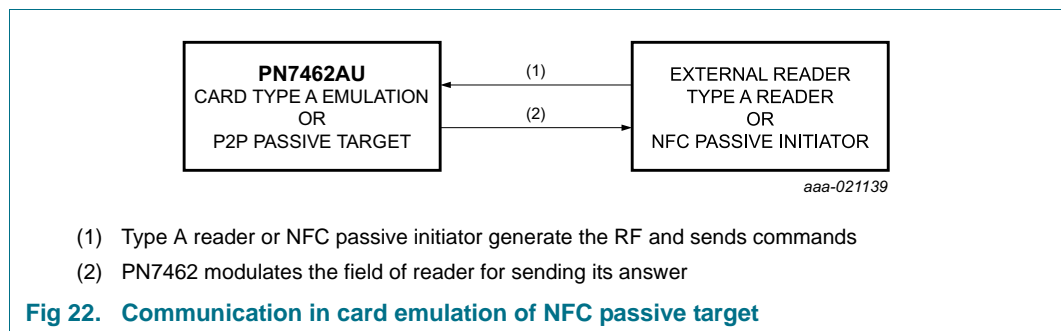 PN7462AU
CARD TYPE A EMULATION
OR
P2P PASSIVE TARGET
(1)
(2)
EXTERNAL READER
TYPE A READER
OR
NFC PASSIVE INITIATOR
aaa-021139
(1) Type A reader or NFC passive initiator generate the RF and sends commands
(2) PN7462 modulates the field of reader for sending its answer
Fig 22. Communication in card emulation of NFC passive target